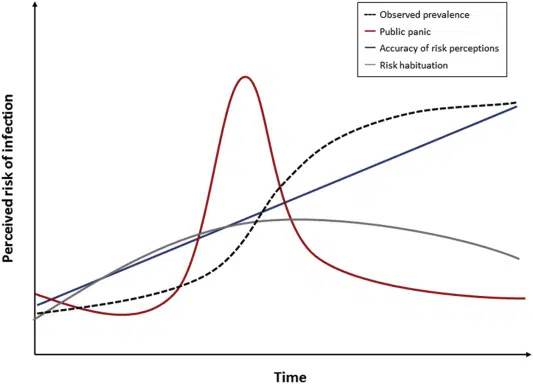 Observed prevalence
Public panic
Accuracy of risk perceptions
Risk habituation
Perceived risk of infection
Time